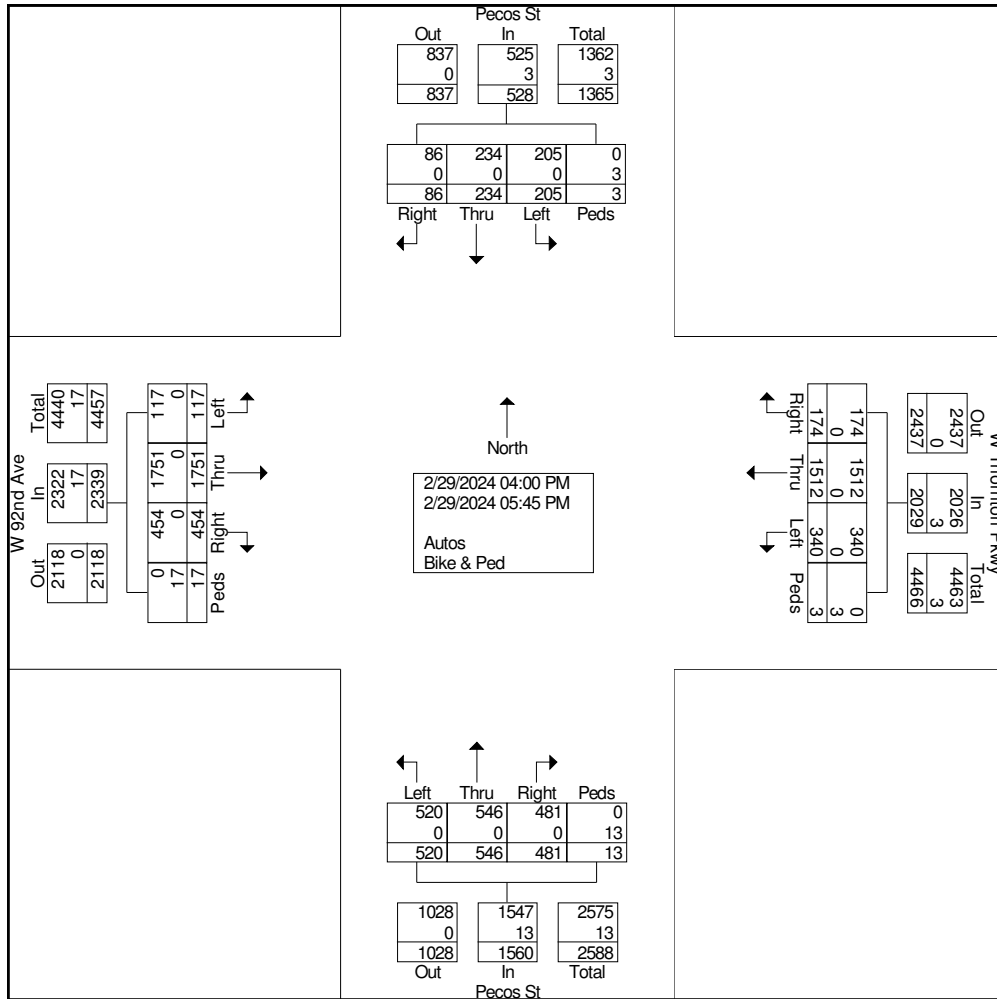 Pecos St
Out In Total
837 525 1362
0 3 3
837 528 1365
86 234 205 0
0 0 0 3
86 234 205 3
Right Thru Left Peds
W 92nd Ave
Total In Out
4440 2322 2118
17 17 0
4457 2339 2118
117 1751 454 0
0 0 0 17
117 1751 454 17
Left Thru Right Peds
North
2/29/2024 04:00 PM
2/29/2024 05:45 PM
Autos
Bike & Ped
Right Thru Left Peds
174 1512 340 3
0 0 0 3
174 1512 340 0
Out In Total
2437 2029 4466
0 3 3
2437 2026 4463
W Thornton Pkwy
Left Thru Right Peds
520 546 481 0
0 0 0 13
520 546 481 13
1028 1547 2575
0 13 13
1028 1560 2588
Out In Total
Pecos St